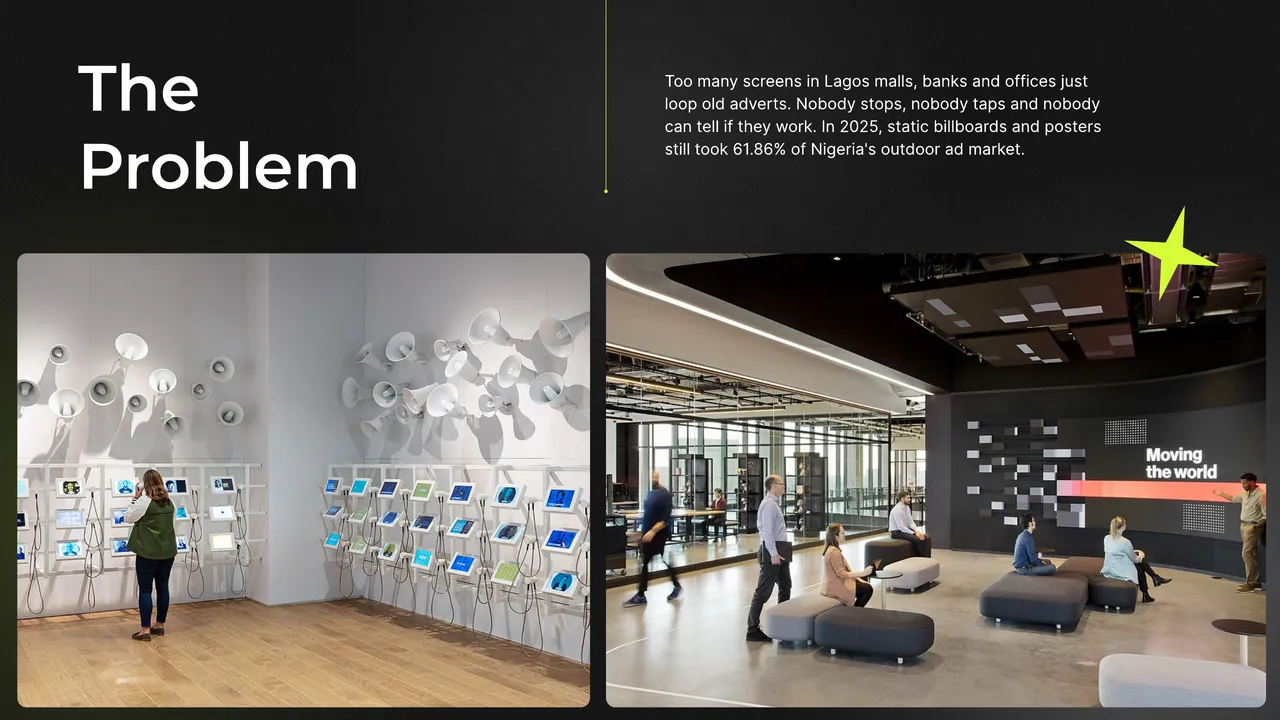 The
Problem
Too many screens in Lagos malls, banks and offices just
loop old adverts. Nobody stops, nobody taps and nobody
can tell if they work. In 2025, static billboards and posters
still took 61.86% of Nigeria's outdoor ad market.
Moving
the world